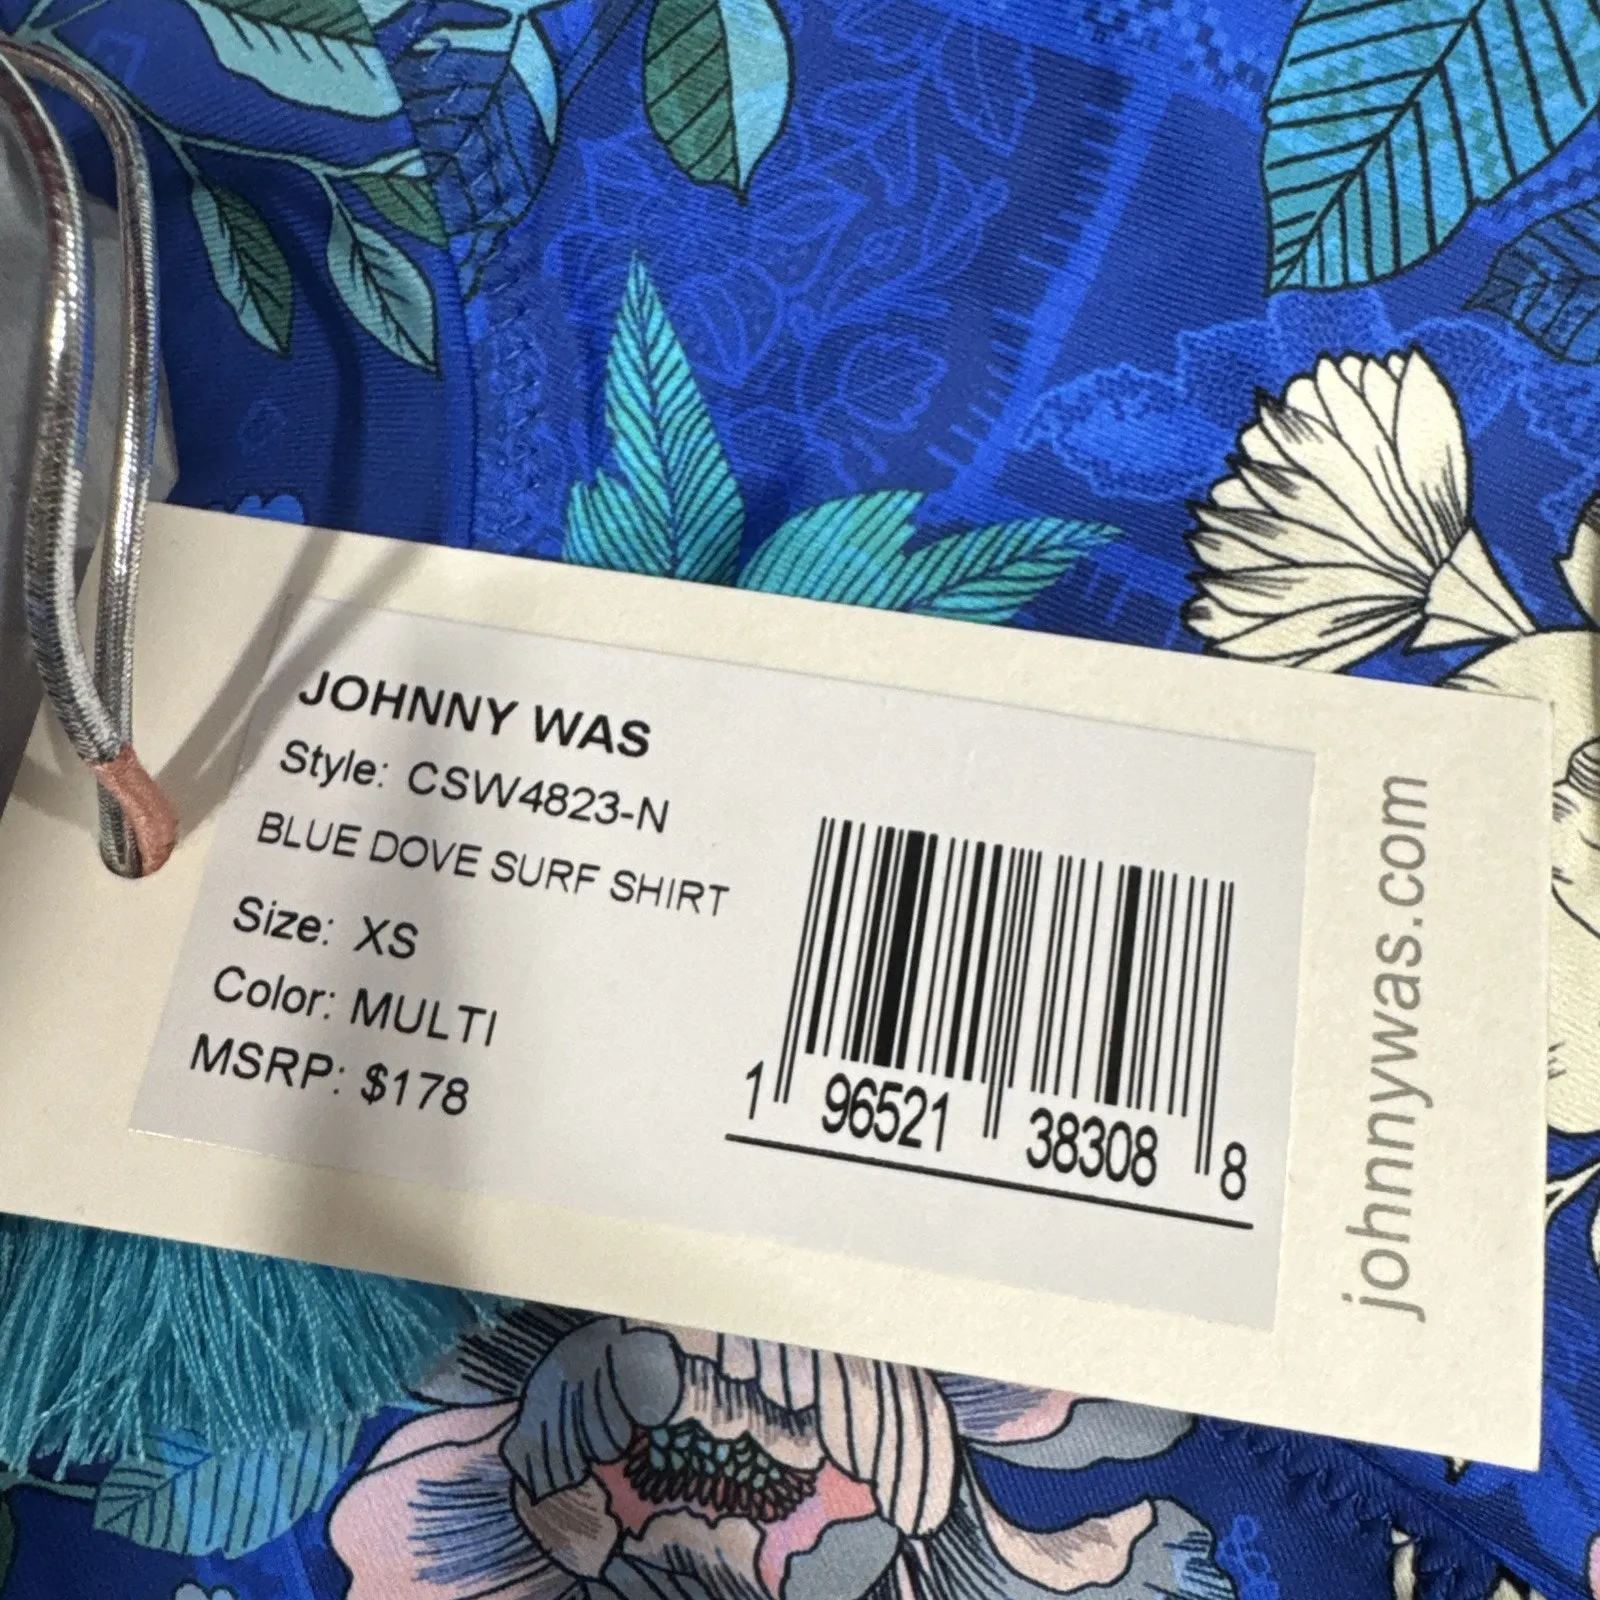 JOHNNY WAS
Style: CSW4823-N
BLUE DOVE SURF SHIRT
Size: XS
Color: MULTI
MSRP: $178
1 96521 38308 8
johnnywas.com